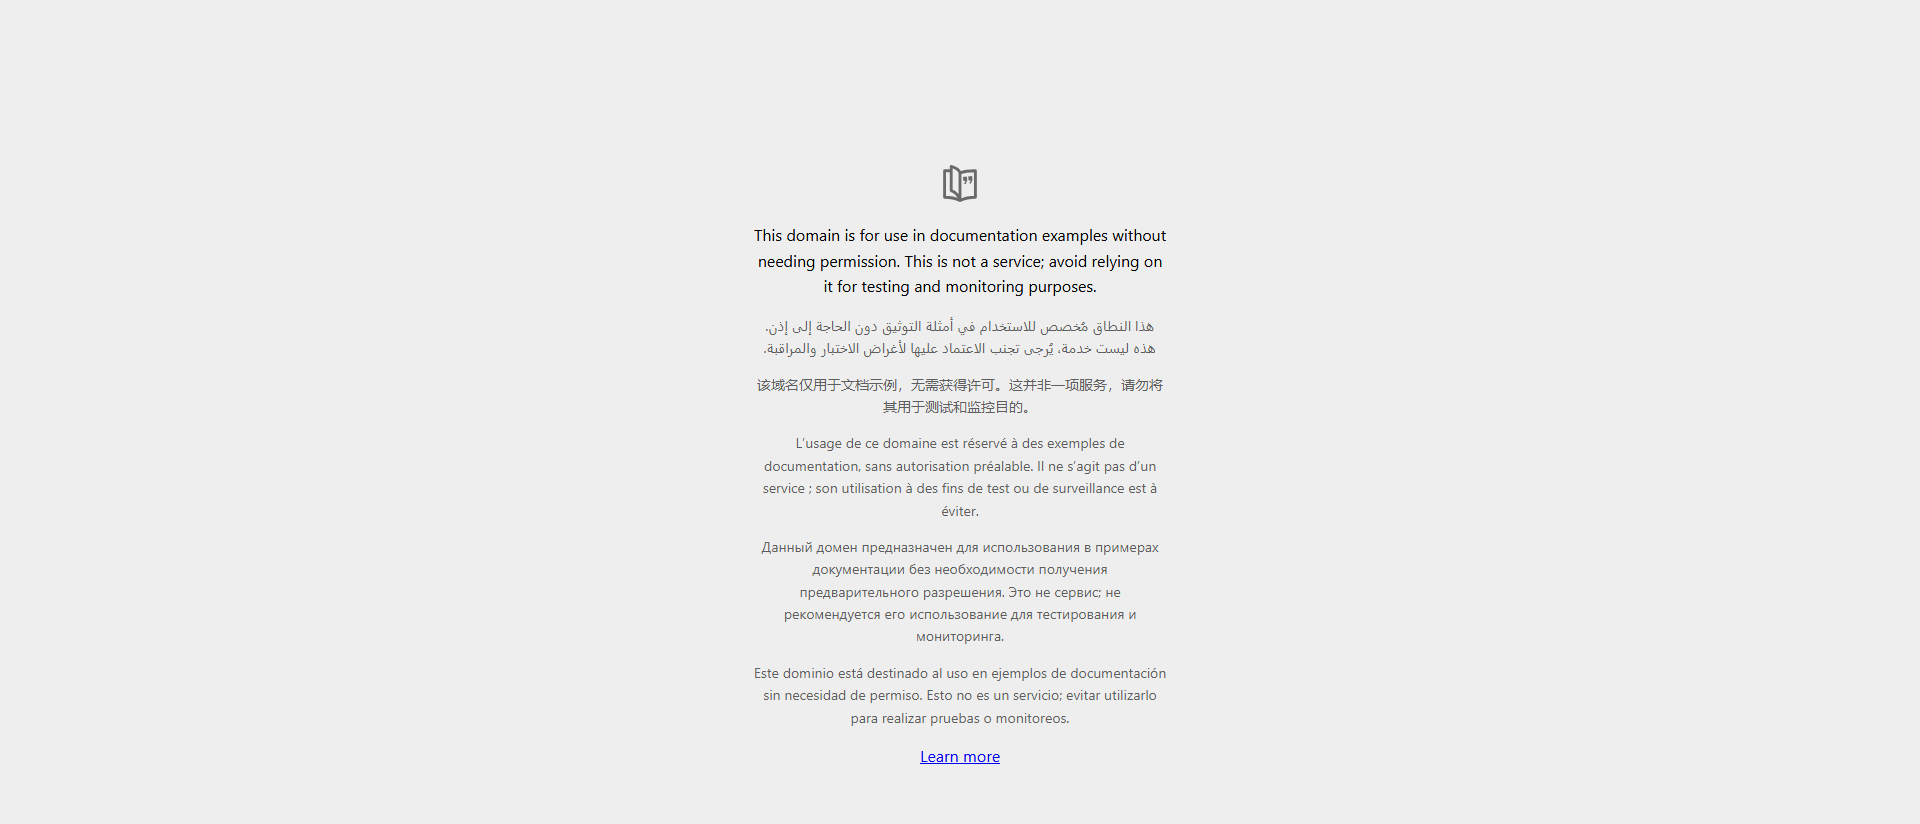 This domain is for use in documentation examples without
needing permission. This is not a service; avoid relying on
it for testing and monitoring purposes.
هذا النطاق مُخصص للاستخدام في أمثلة التوثيق دون الحاجة إلى إذن.
هذه ليست خدمة، يُرجى تجنب الاعتماد عليها لأغراض الاختبار والمراقبة.
该域名仅用于文档示例，无需获得许可。这并非一项服务，请勿将
其用于测试和监控目的。
L’usage de ce domaine est réservé à des exemples de
documentation, sans autorisation préalable. Il ne s’agit pas d’un
service ; son utilisation à des fins de test ou de surveillance est à
éviter.
Данный домен предназначен для использования в примерах
документации без необходимости получения
предварительного разрешения. Это не сервис; не
рекомендуется его использование для тестирования и
мониторинга.
Este dominio está destinado al uso en ejemplos de documentación
sin necesidad de permiso. Esto no es un servicio; evitar utilizarlo
para realizar pruebas o monitoreos.
Learn more